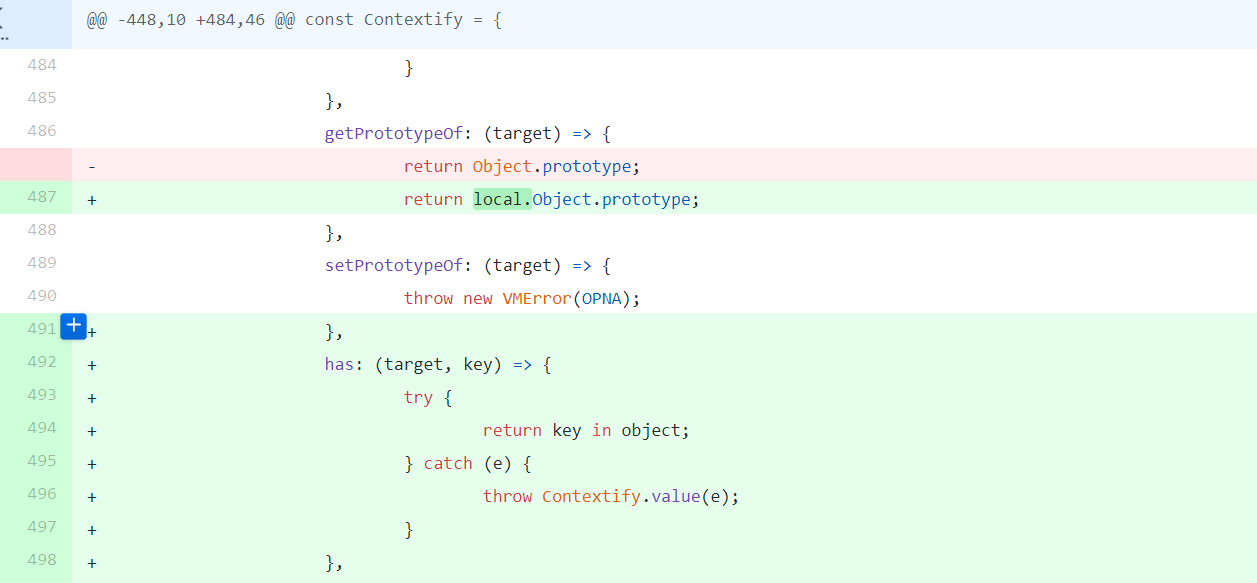 @@ -448,10 +484,46 @@ const Contextify = {
484 }
485 },
486 getPrototypeOf: (target) => {
- return Object.prototype;
487 + return local.Object.prototype;
488 },
489 setPrototypeOf: (target) => {
490 throw new VMError(OPNA);
491 + },
492 + has: (target, key) => {
493 + try {
494 + return key in object;
495 + } catch (e) {
496 + throw Contextify.value(e);
497 + }
498 + },